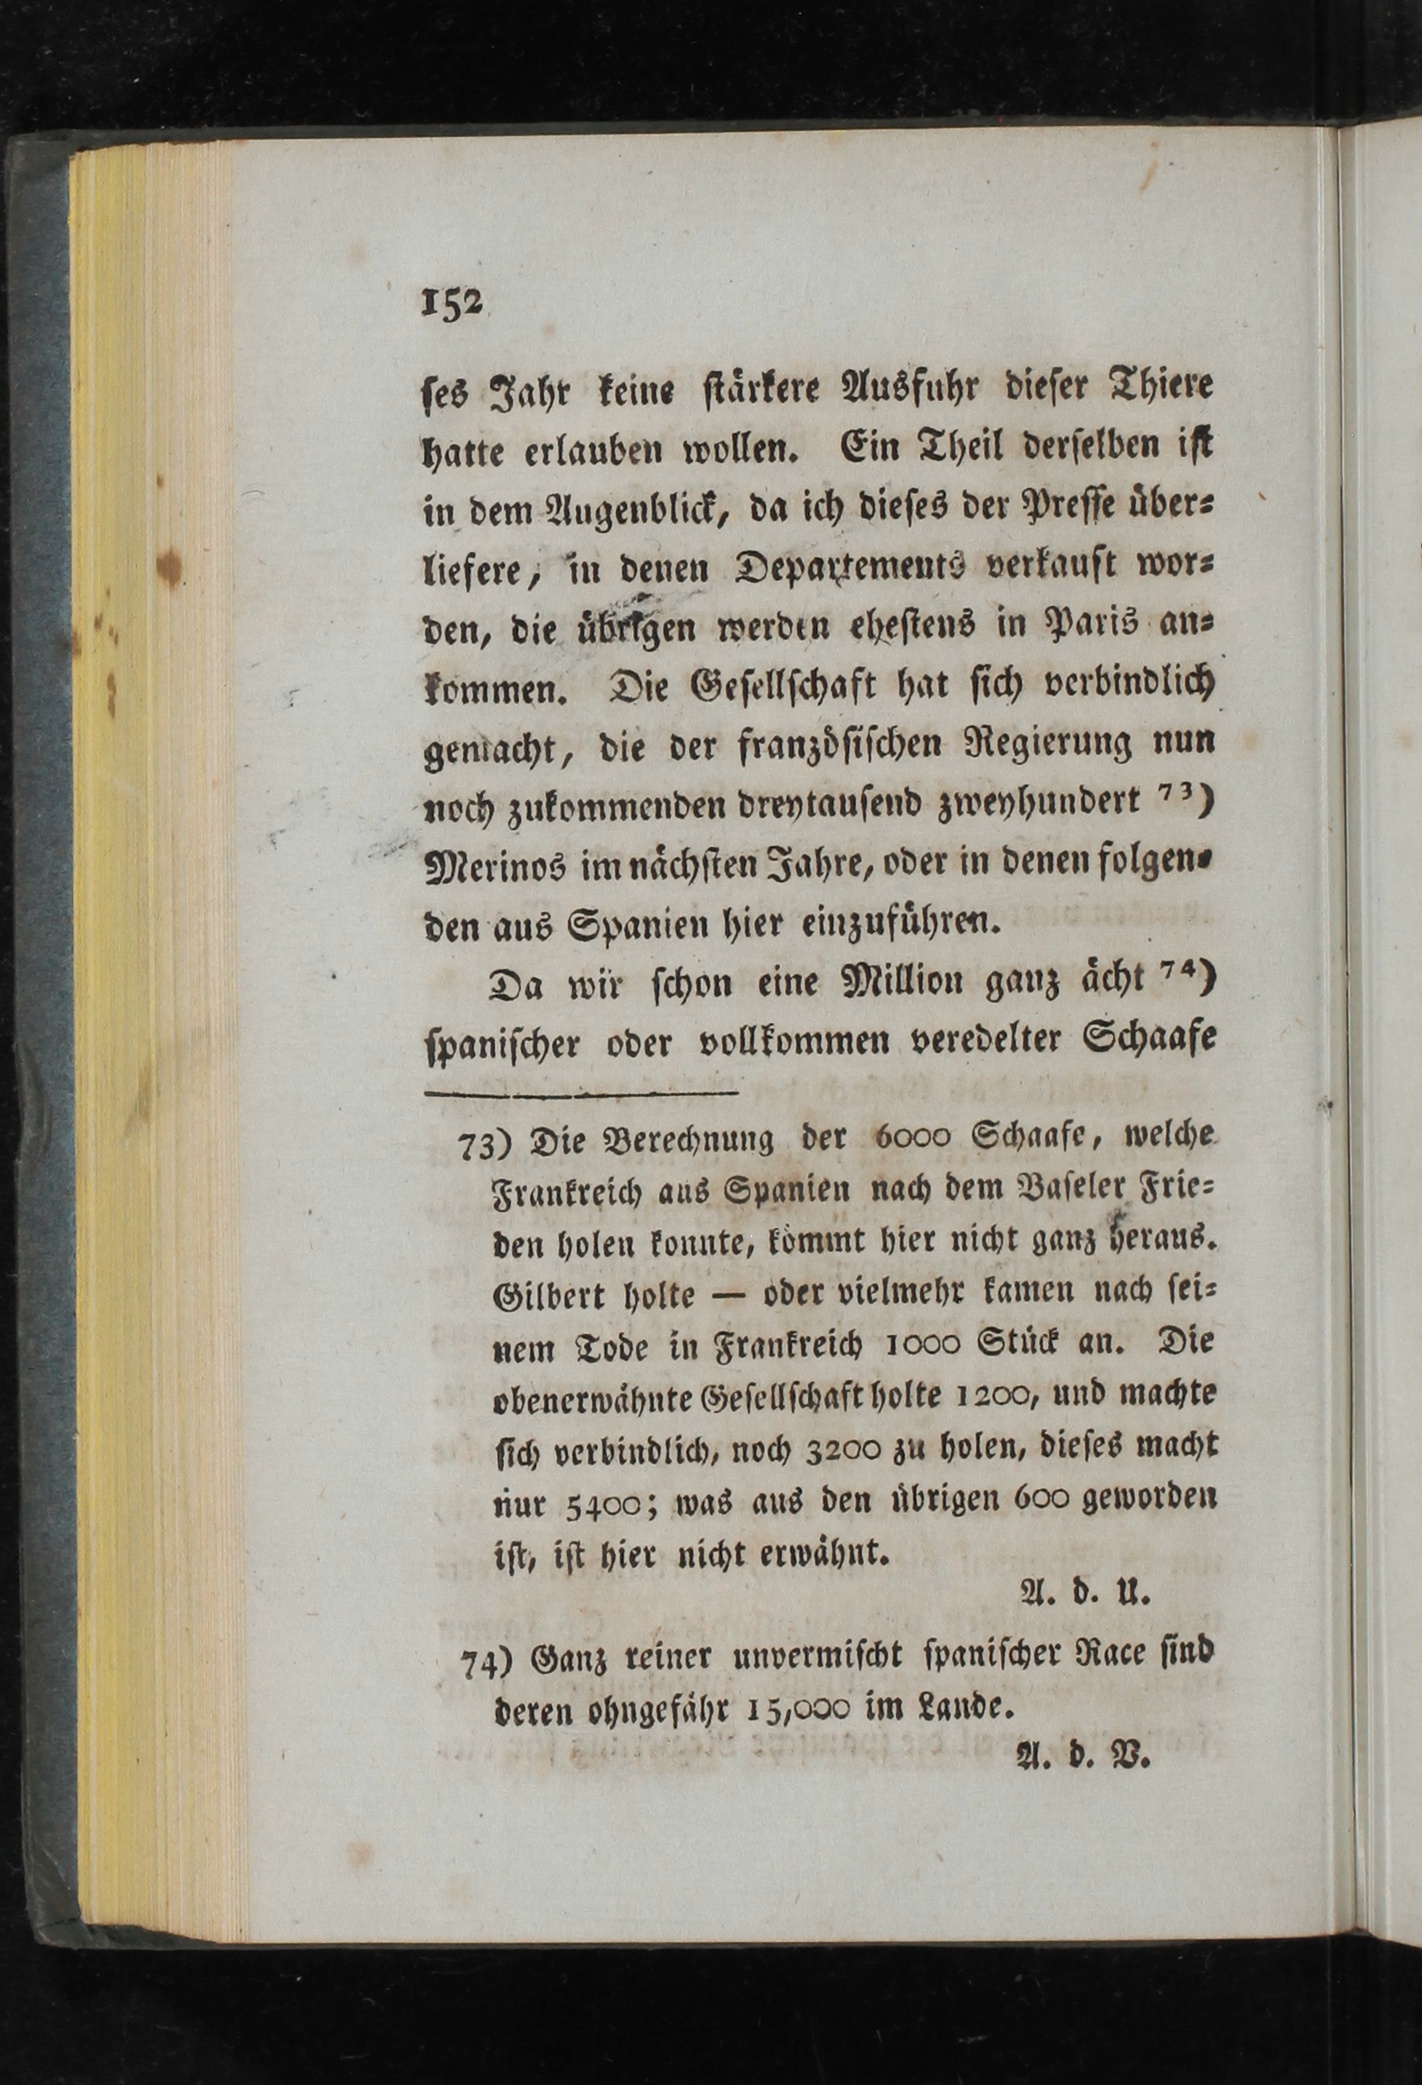 152
ses Jahr keine stärkere Ausfuhr dieser Thiere
hatte erlauben wollen. Ein Theil derselben ist
in dem Augenblick, da ich dieses der Presse über-
liefere, in denen Departements verkauft wor-
den, die übrigen werden ehestens in Paris an-
kommen. Die Gesellschaft hat sich verbindlich
gemacht, die der französischen Regierung nun
noch zukommenden dreytausend zweyhundert 73)
Merinos im nächsten Jahre, oder in denen folgen-
den aus Spanien hier einzuführen.
Da wir schon eine Million ganz ächt 74)
spanischer oder vollkommen veredelter Schaafe
73) Die Berechnung der 6000 Schaafe, welche
Frankreich aus Spanien nach dem Baseler Frie-
den holen konnte, kömmt hier nicht ganz heraus.
Gilbert holte — oder vielmehr kamen nach sei-
nem Tode in Frankreich 1000 Stück an. Die
obenerwähnte Gesellschaft holte 1200, und machte
sich verbindlich, noch 3200 zu holen, dieses macht
nur 5400; was aus den übrigen 600 geworden
ist, ist hier nicht erwähnt.
A. d. U.
74) Ganz reiner unvermischt spanischer Race sind
deren ohngefähr 15,000 im Lande.
A. d. V.